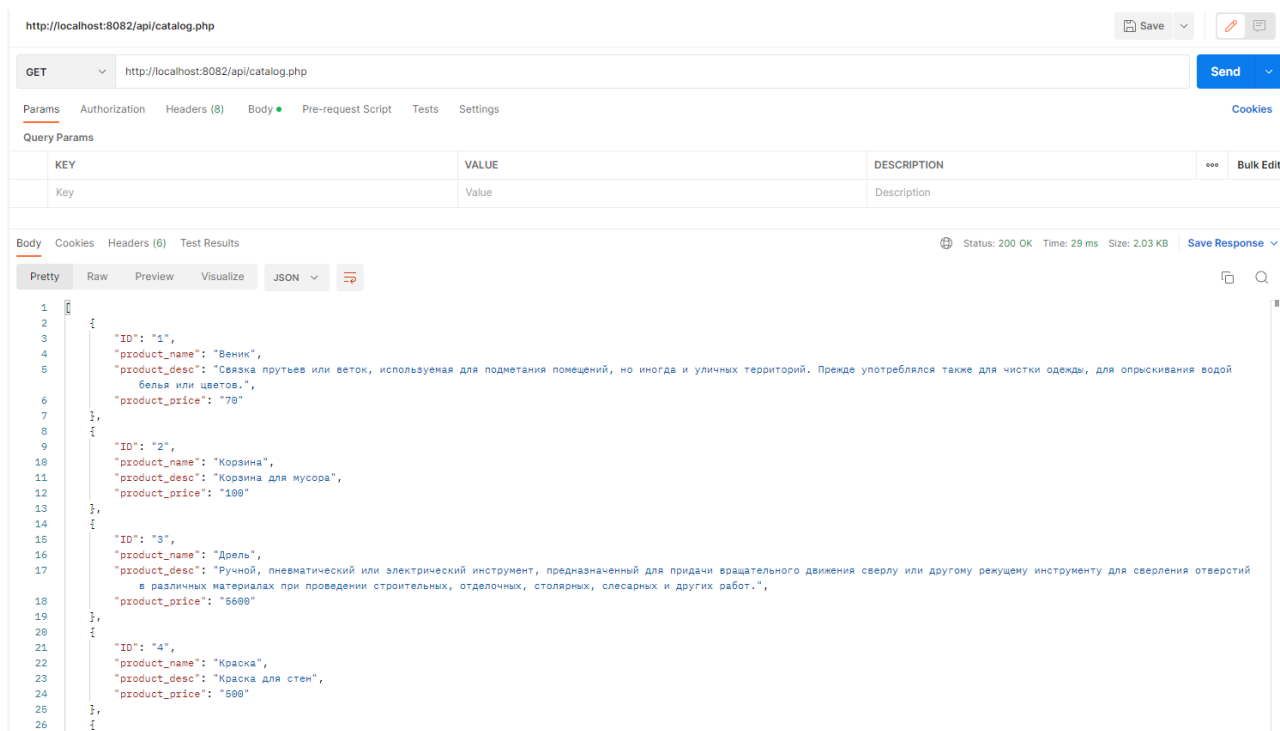 http://localhost:8082/api/catalog.php
Save
GET
http://localhost:8082/api/catalog.php
Send
Params Authorization Headers (8) Body Pre-request Script Tests Settings
Cookies
Query Params
KEY VALUE DESCRIPTION ooo Bulk Edit
Key Value Description
Body Cookies Headers (6) Test Results
Status: 200 OK Time: 29 ms Size: 2.03 KB Save Response
Pretty Raw Preview Visualize JSON
1 [
2 {
3 "ID": "1",
4 "product_name": "Веник",
5 "product_desc": "Связка прутьев или веток, используемая для подметания помещений, но иногда и уличных территорий. Прежде употреблялся также для чистки одежды, для опрыскивания водой
белья или цветов.",
6 "product_price": "70"
7 },
8 {
9 "ID": "2",
10 "product_name": "Корзина",
11 "product_desc": "Корзина для мусора",
12 "product_price": "100"
13 },
14 {
15 "ID": "3",
16 "product_name": "Дрель",
17 "product_desc": "Ручной, пневматический или электрический инструмент, предназначенный для придачи вращательного движения сверлу или другому режущему инструменту для сверления отверстий
в различных материалах при проведении строительных, отделочных, столярных, слесарных и других работ.",
18 "product_price": "5600"
19 },
20 {
21 "ID": "4",
22 "product_name": "Краска",
23 "product_desc": "Краска для стен",
24 "product_price": "500"
25 },
26 {